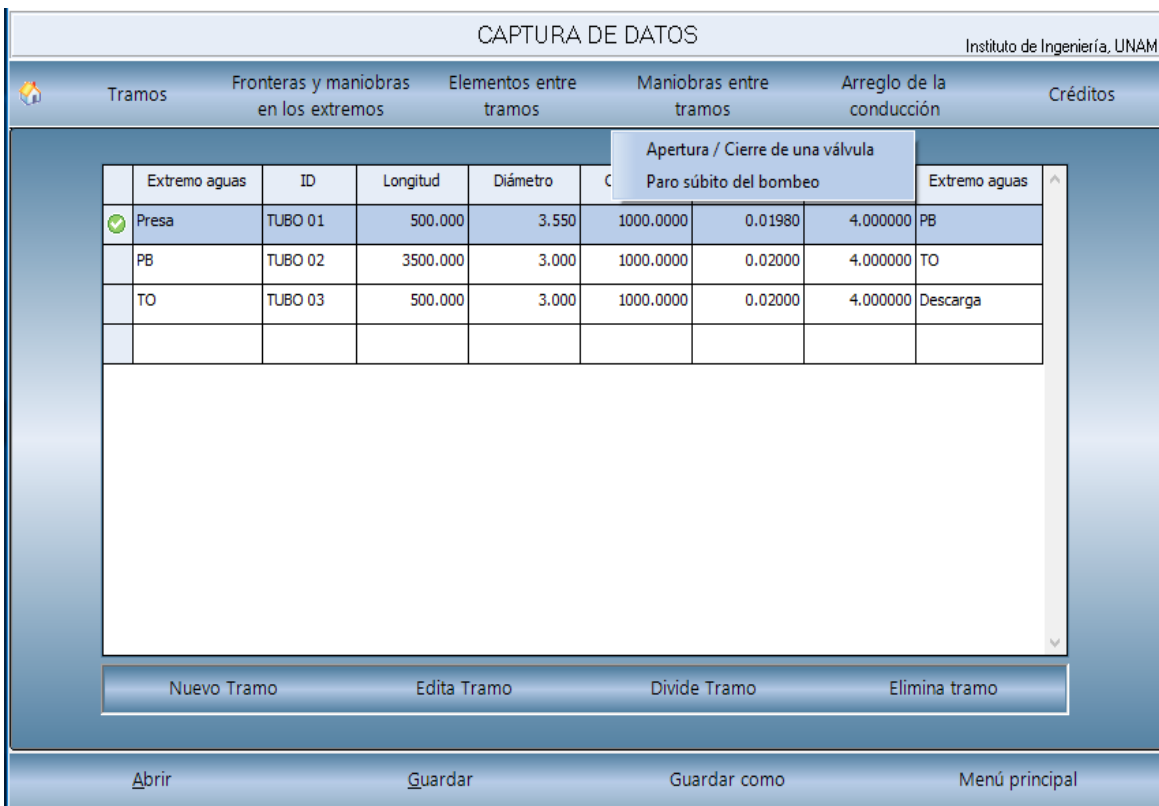 CAPTURA DE DATOS
Instituto de Ingeniería, UNAM
Tramos
Fronteras y maniobras
en los extremos
Elementos entre
tramos
Maniobras entre
tramos
Arreglo de la
conducción
Créditos
Apertura / Cierre de una válvula
Paro súbito del bombeo
Extremo aguas ID Longitud Diámetro Extremo aguas
Presa TUBO 01 500.000 3.550 1000.0000 0.01980 4.000000 PB
PB TUBO 02 3500.000 3.000 1000.0000 0.02000 4.000000 TO
TO TUBO 03 500.000 3.000 1000.0000 0.02000 4.000000 Descarga
Nuevo Tramo Edita Tramo Divide Tramo Elimina tramo
Abrir Guardar Guardar como Menú principal